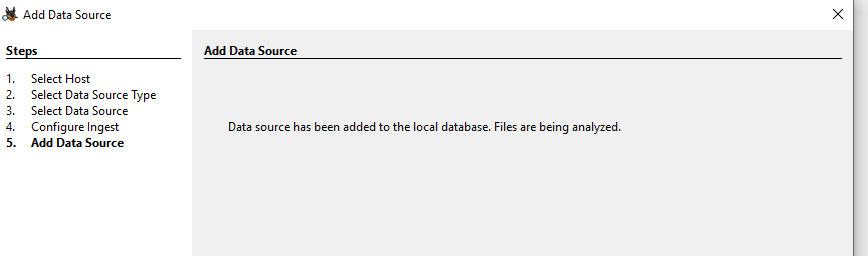 Add Data Source
Steps
1. Select Host
2. Select Data Source Type
3. Select Data Source
4. Configure Ingest
5. Add Data Source
Add Data Source
Data source has been added to the local database. Files are being analyzed.